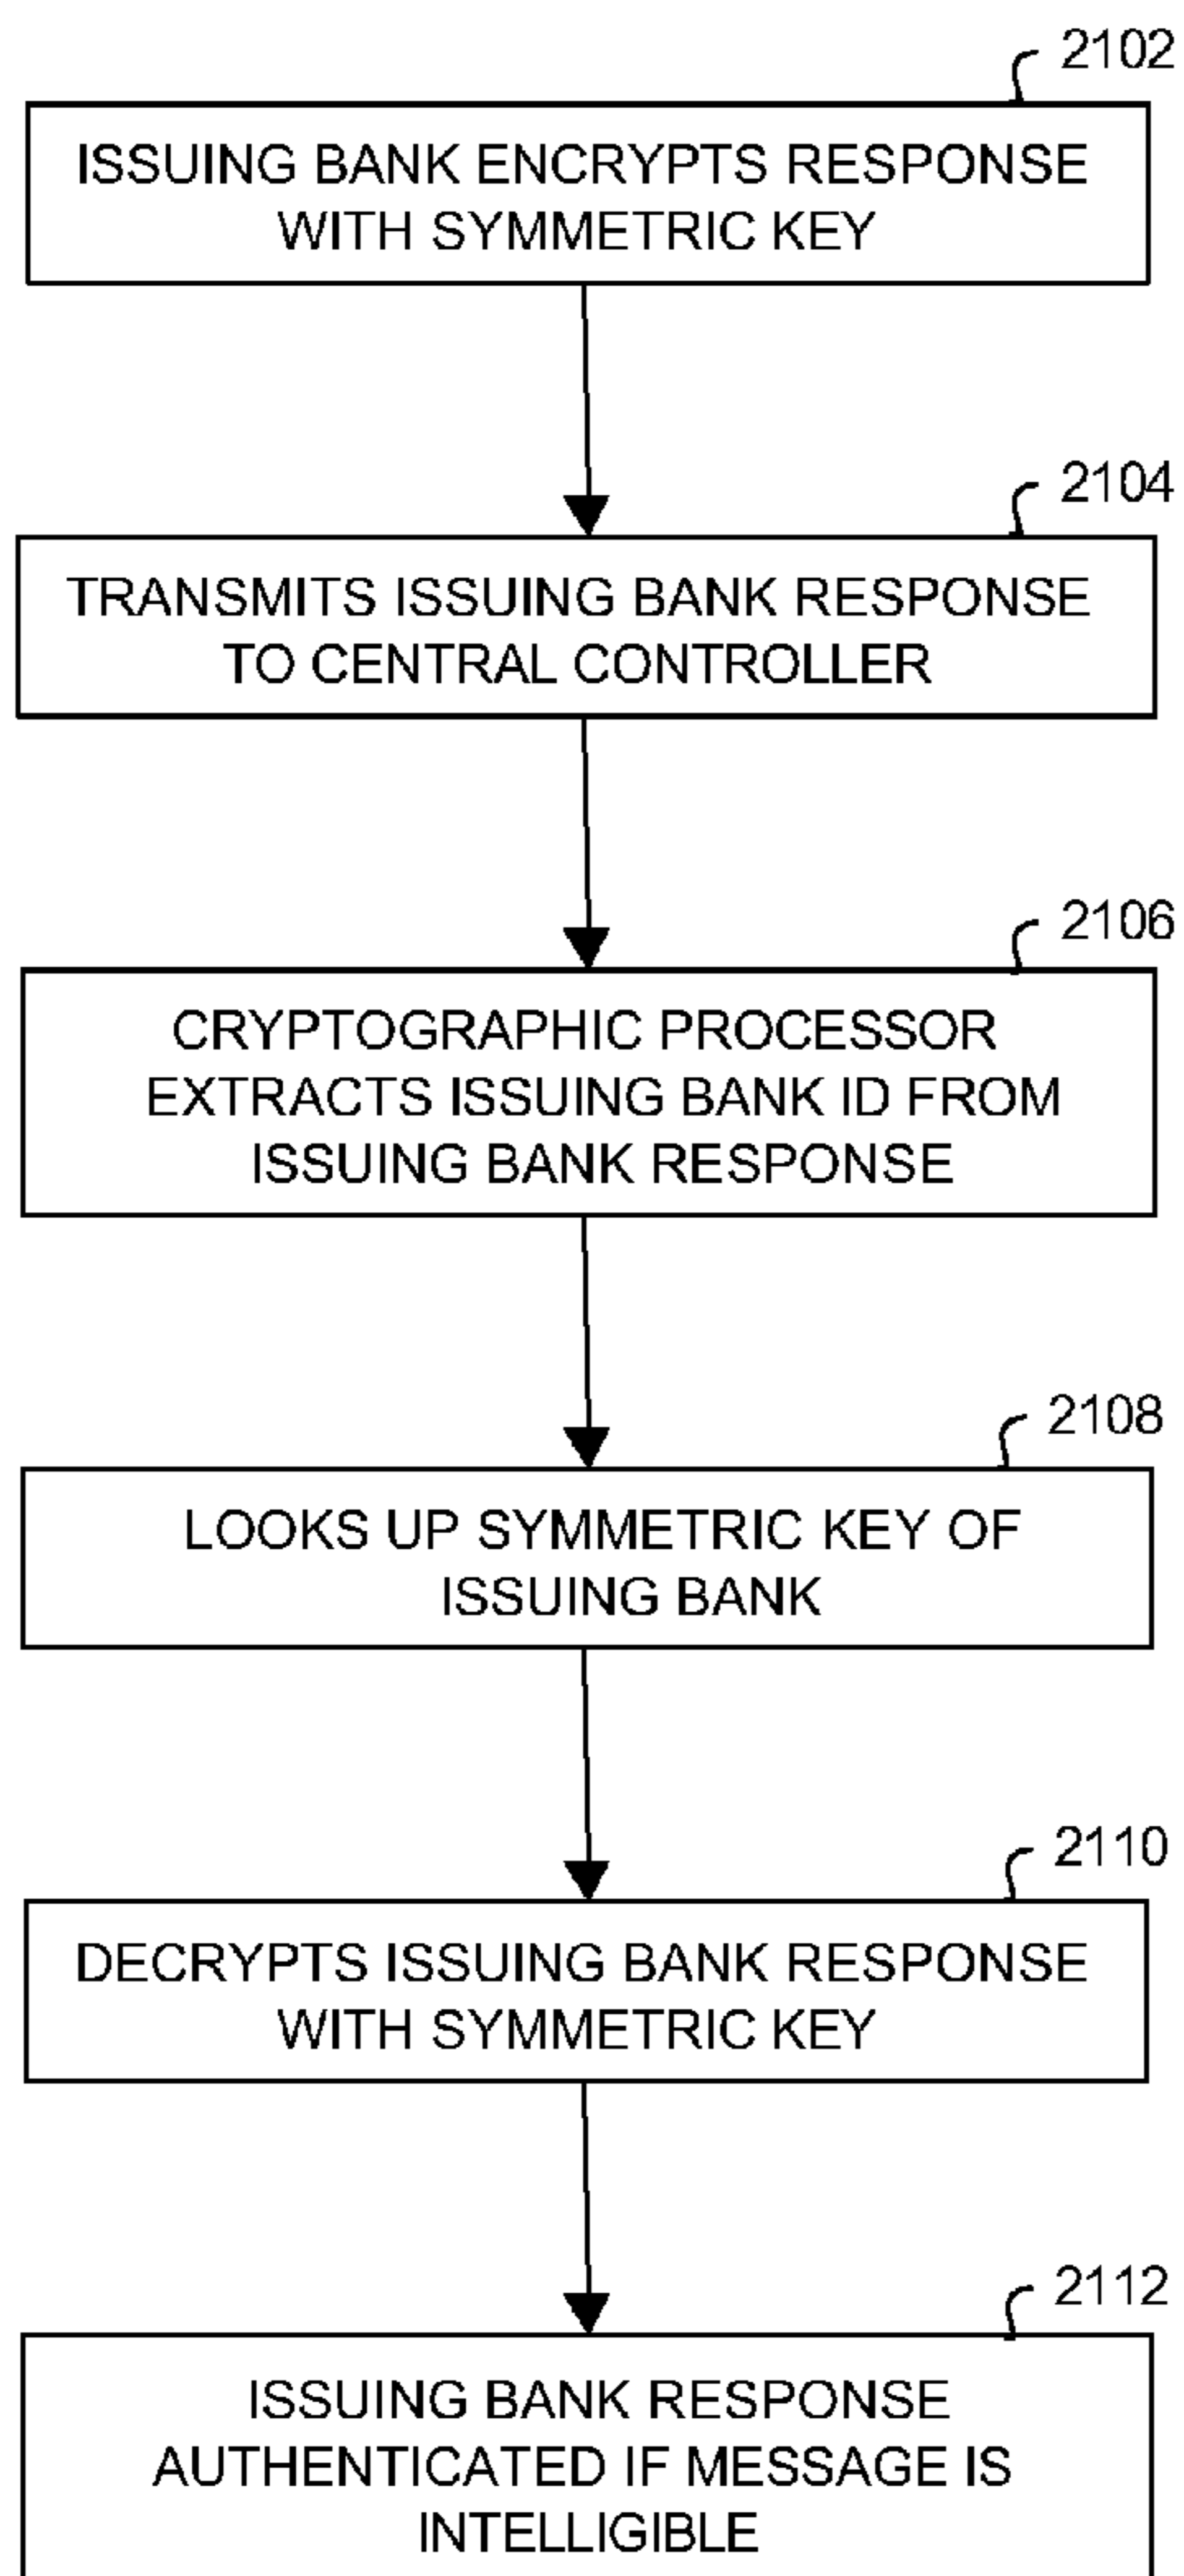 2102
ISSUING BANK ENCRYPTS RESPONSE
WITH SYMMETRIC KEY
2104
TRANSMITS ISSUING BANK RESPONSE
TO CENTRAL CONTROLLER
2106
CRYPTOGRAPHIC PROCESSOR
EXTRACTS ISSUING BANK ID FROM
ISSUING BANK RESPONSE
2108
LOOKS UP SYMMETRIC KEY OF
ISSUING BANK
2110
DECRYPTS ISSUING BANK RESPONSE
WITH SYMMETRIC KEY
2112
ISSUING BANK RESPONSE
AUTHENTICATED IF MESSAGE IS
INTELLIGIBLE